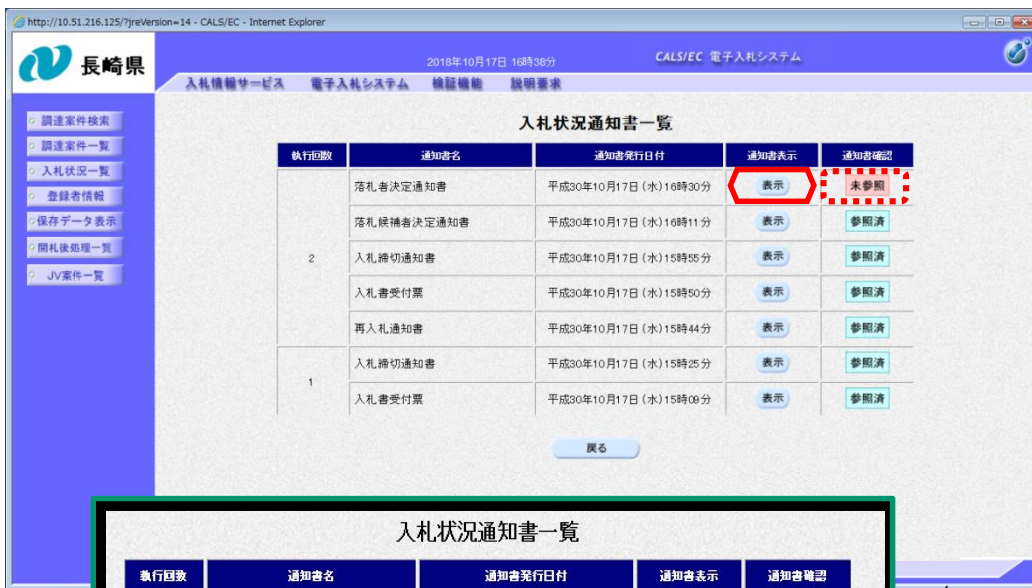 http://10.51.216.125/?jreVersion=14 - CALS/EC - Internet Explorer
長崎県
2018年10月17日 16時38分
CALS/EC 電子入札システム
入札情報サービス 電子入札システム 検証機能 説明要求
調達案件検索
調達案件一覧
入札状況一覧
登録者情報
保存データ表示
開札後処理一覧
JV案件一覧
入札状況通知書一覧
執行回数 通知書名 通知書発行日付 通知書表示 通知書確認
落札者決定通知書 平成30年10月17日(水)16時30分 表示 未参照
落札候補者決定通知書 平成30年10月17日(水)16時11分 表示 参照済
2 入札締切通知書 平成30年10月17日(水)15時55分 表示 参照済
入札書受付票 平成30年10月17日(水)15時50分 表示 参照済
再入札通知書 平成30年10月17日(水)15時44分 表示 参照済
1 入札締切通知書 平成30年10月17日(水)15時25分 表示 参照済
入札書受付票 平成30年10月17日(水)15時09分 表示 参照済
戻る
入札状況通知書一覧
執行回数 通知書名 通知書発行日付 通知書表示 通知書確認